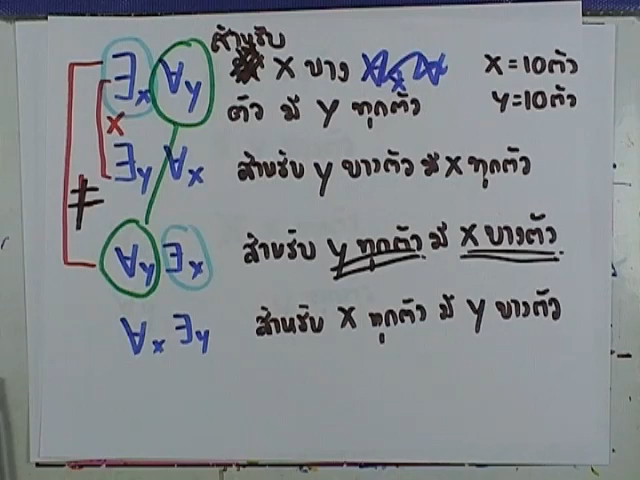 สำหรับ
∃x ∀y X บาง X=10ตัว
ตัว มี y ทุกตัว y=10ตัว
X
∃y ∀x สำหรับ y บางตัว มี X ทุกตัว
≠
∀y ∃x สำหรับ y ทุกตัว มี X บางตัว
∀x ∃y สำหรับ X ทุกตัว มี y บางตัว